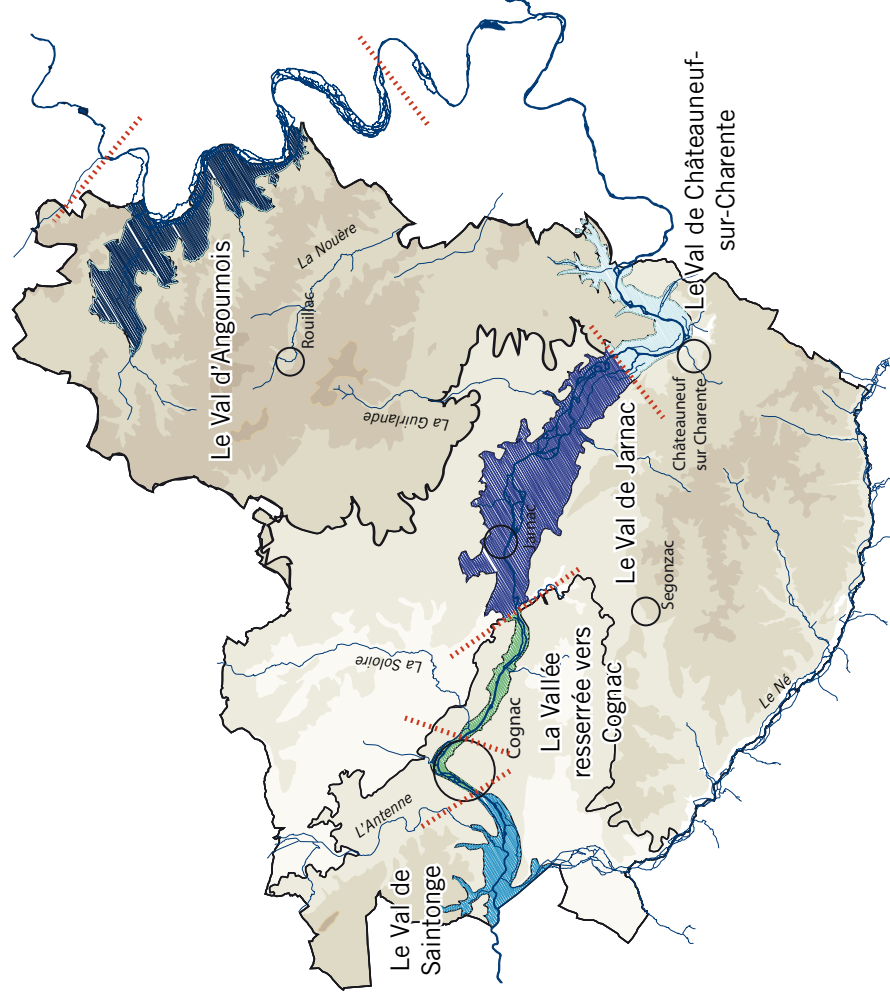 Le Val d'Angoumois
La Nouère
Rouillac
La Guirlande
Le Val de Châteauneuf-
sur-Charente
Châteauneuf
sur Charente
Le Val de Jarnac
Jarnac
Segonzac
La Soloire
La Vallée
resserrée vers
Cognac
Cognac
Le Né
L'Antenne
Le Val de
Saintonge